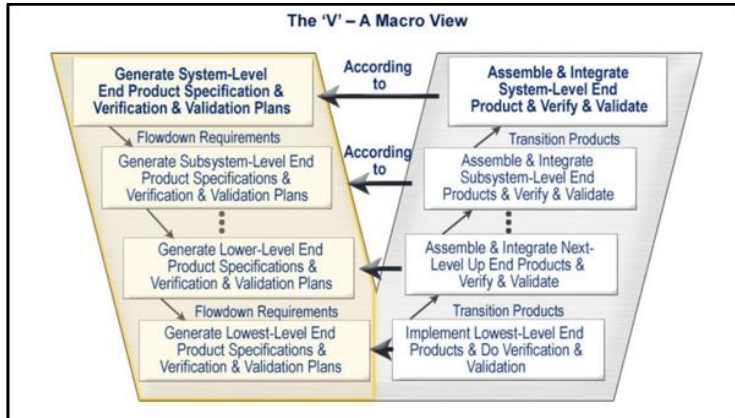 The ‘V’ – A Macro View
Generate System-Level
End Product Specification &
Verification & Validation Plans
According
to
Assemble & Integrate
System-Level End
Product & Verify & Validate
Flowdown Requirements
Transition Products
Generate Subsystem-Level End
Product Specifications &
Verification & Validation Plans
According
to
Assemble & Integrate
Subsystem-Level End
Products & Verify & Validate
Generate Lower-Level End
Product Specifications &
Verification & Validation Plans
Assemble & Integrate Next-
Level Up End Products &
Verify & Validate
Flowdown Requirements
Transition Products
Generate Lowest-Level End
Product Specifications &
Verification & Validation Plans
Implement Lowest-Level End
Products & Do Verification &
Validation